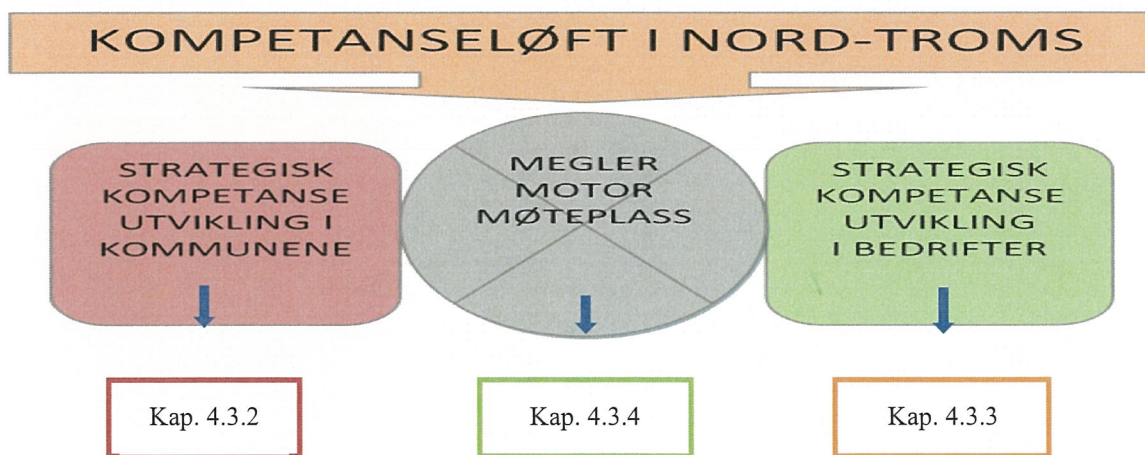 KOMPETANSELØFT I NORD-TROMS
STRATEGISK
KOMPETANSE
UTVIKLING I
KOMMUNENE
MEGLER
MOTOR
MØTEPLASS
STRATEGISK
KOMPETANSE
UTVIKLING
I BEDRIFTER
Kap. 4.3.2
Kap. 4.3.4
Kap. 4.3.3